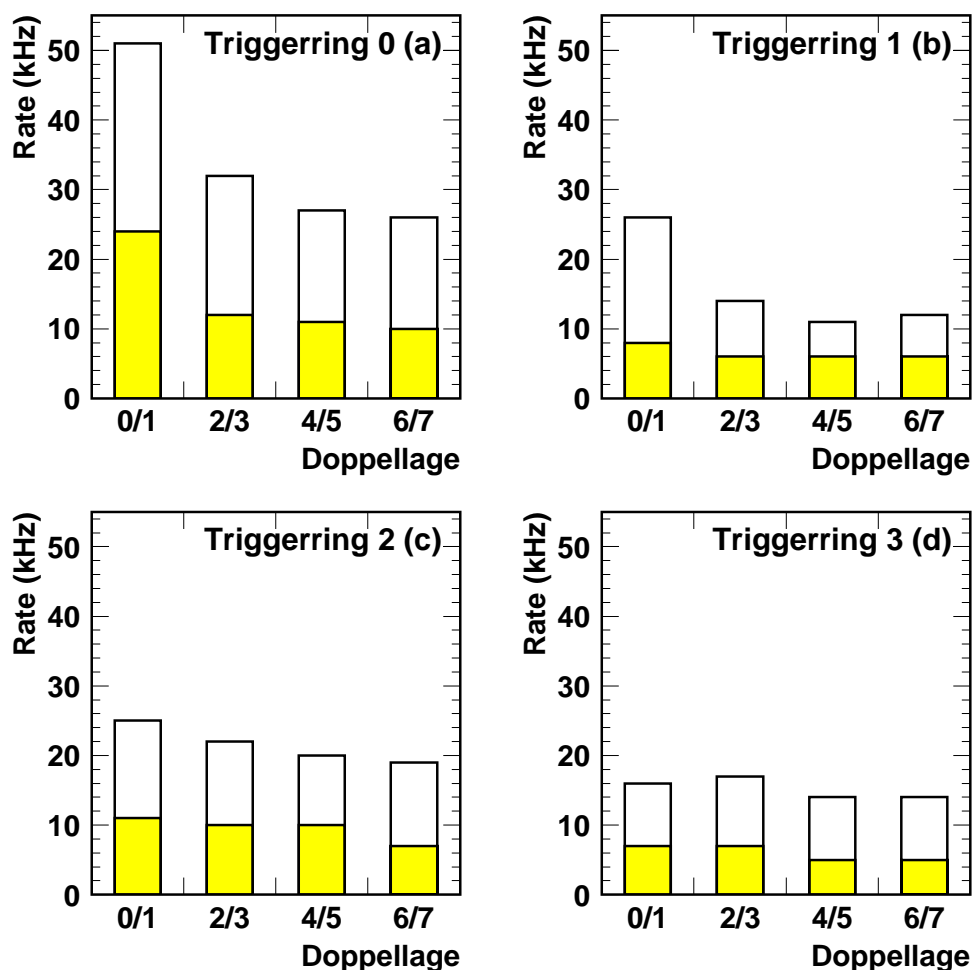 Triggerring 0 (a)
Rate (kHz)
50
40
30
20
10
0
0/1 2/3 4/5 6/7
Doppellage
Triggerring 1 (b)
Rate (kHz)
50
40
30
20
10
0
0/1 2/3 4/5 6/7
Doppellage
Triggerring 2 (c)
Rate (kHz)
50
40
30
20
10
0
0/1 2/3 4/5 6/7
Doppellage
Triggerring 3 (d)
Rate (kHz)
50
40
30
20
10
0
0/1 2/3 4/5 6/7
Doppellage